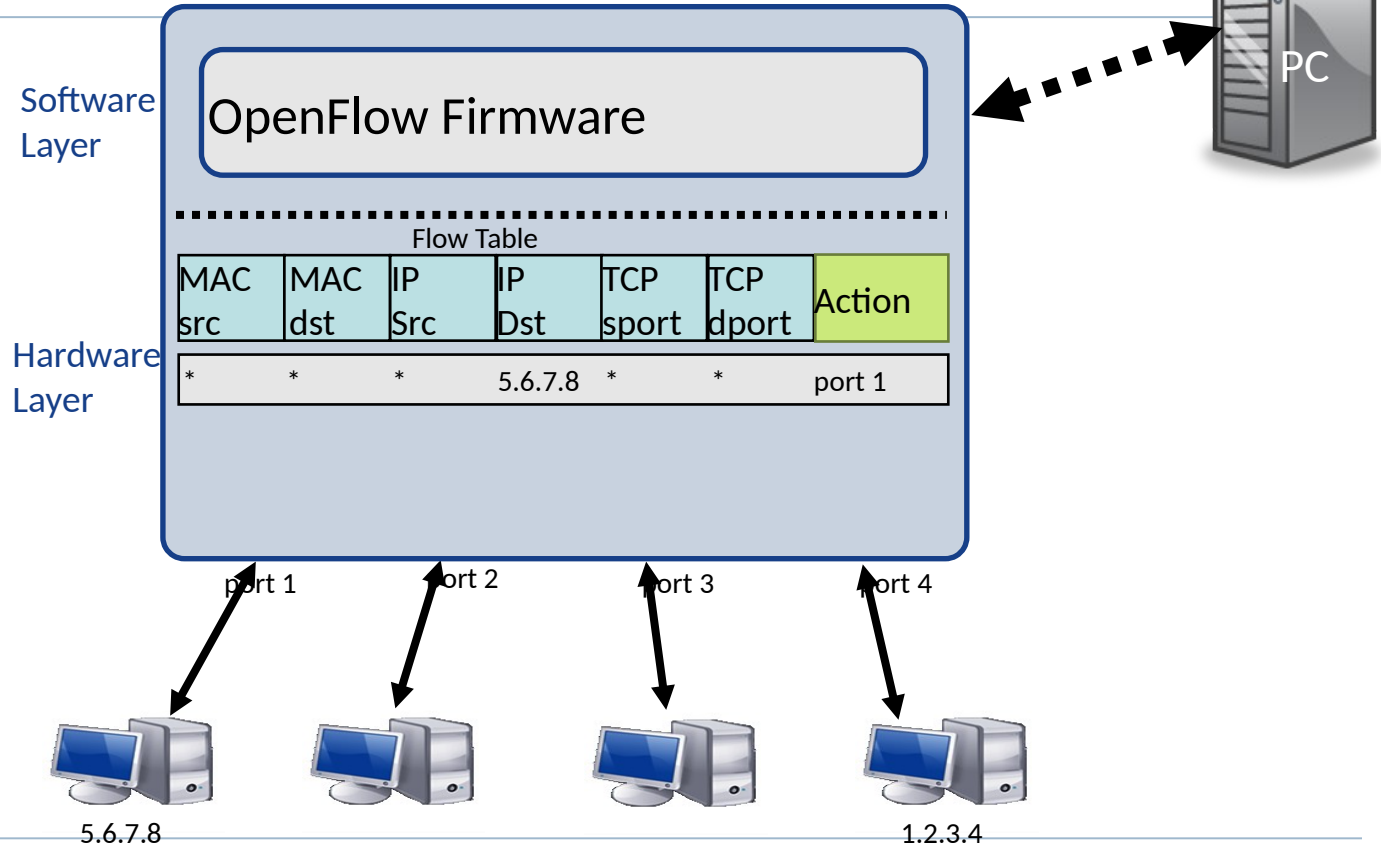 PC
Software
Layer
OpenFlow Firmware
Flow Table
MAC src
MAC dst
IP Src
IP Dst
TCP sport
TCP dport
Action
Hardware
Layer
* * * 5.6.7.8 * * port 1
port 1
port 2
port 3
port 4
5.6.7.8
1.2.3.4